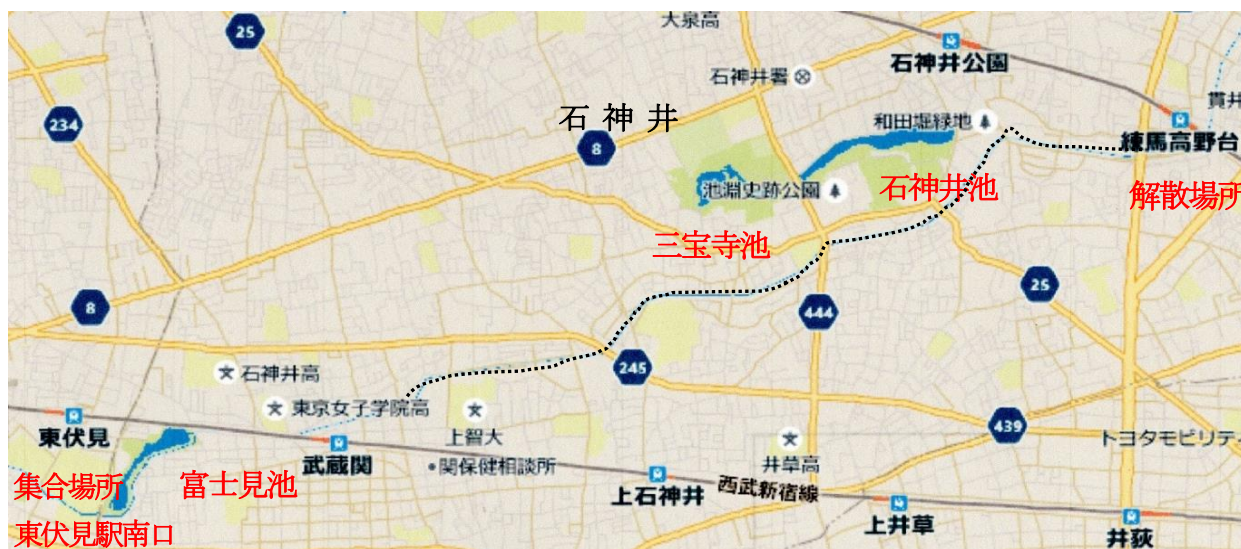 大泉高
25
石神井公園
石神井署
234
石神井
8
和田堀緑地
貫井
練馬高野台
池淵史跡公園
石神井池
解散場所
三宝寺池
8
444
25
245
石神井高
東京女子学院高
439
東伏見
上智大
井草高
トヨタモビリティ
武蔵関
関保健相談所
集合場所
富士見池
上石神井
西武新宿線
上井草
井荻
東伏見駅南口